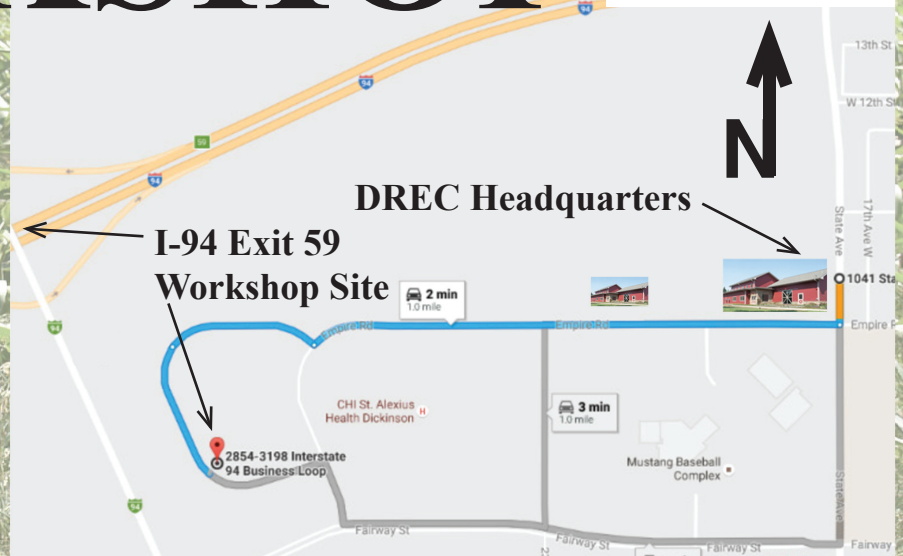 94
13th St
94
W 12th St
59
N
94
DREC Headquarters
State Ave
17th Ave W
I-94 Exit 59
Workshop Site
1041 Sta
2 min
1.0 mile
94
Empire Rd
Empire Rd
Empire R
CHI St. Alexius
Health Dickinson
H
3 min
1.0 mile
2854-3198 Interstate
94 Business Loop
Mustang Baseball
Complex
State Ave
94
Fairway St
Fairway St
Fairway St
Fairway